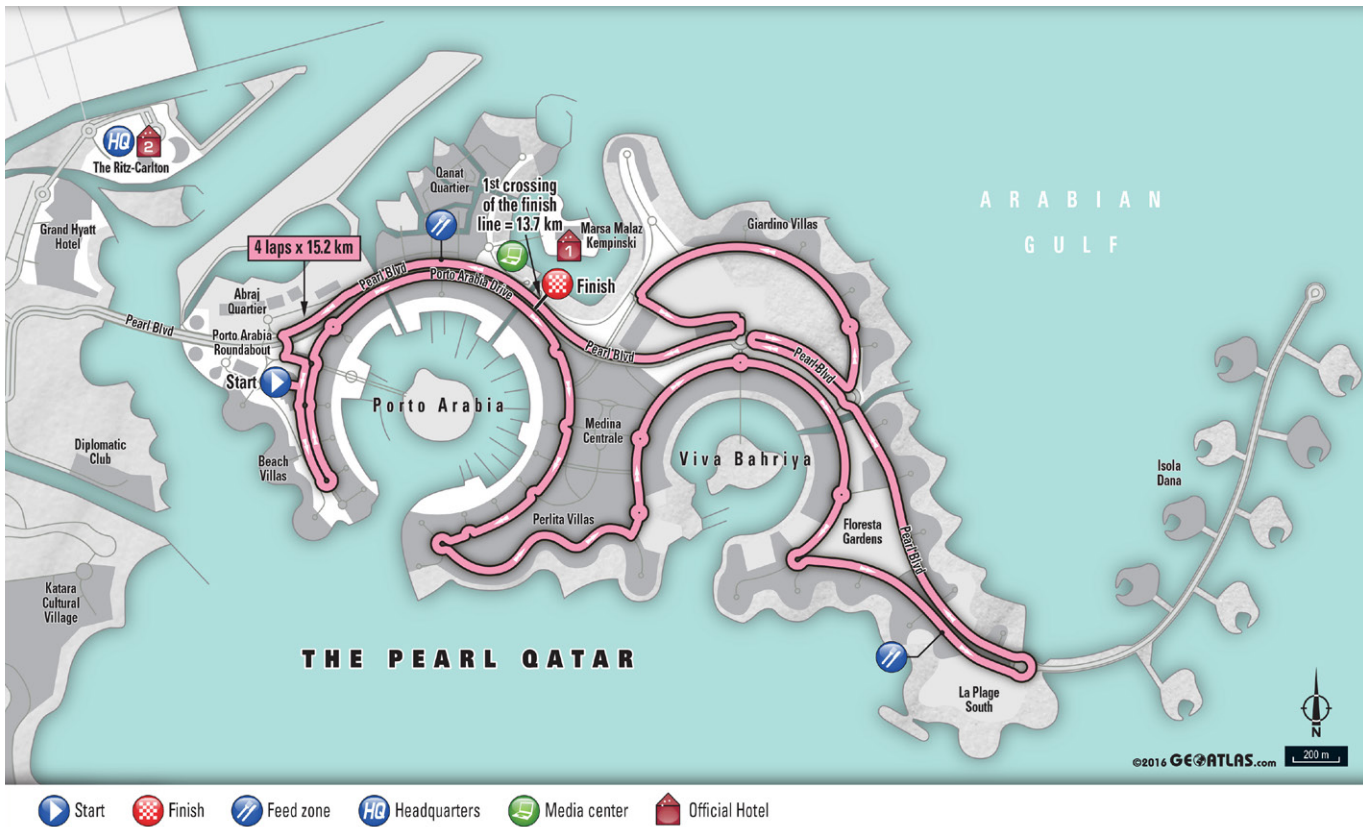 HQ
2
The Ritz-Carlton
Grand Hyatt
Hotel
Qanat
Quartier
1st crossing
of the finish
line = 13.7 km
Marsa Malaz
Kempinski
1
Giardino Villas
ARABIAN
GULF
4 laps x 15.2 km
Finish
Pearl Blvd
Porto Arabia Drive
Abraj
Quartier
Pearl Blvd
Porto Arabia
Roundabout
Pearl Blvd
Pearl Blvd
Start
Porto Arabia
Medina
Centrale
Viva Bahriya
Diplomatic
Club
Beach
Villas
Isola
Dana
Perlita Villas
Floresta
Gardens
Pearl Blvd
Katara
Cultural
Village
THE PEARL QATAR
La Plage
South
N
©2016 GEOATLAS.com
200 m
Start
Finish
Feed zone
HQ
Headquarters
Media center
Official Hotel